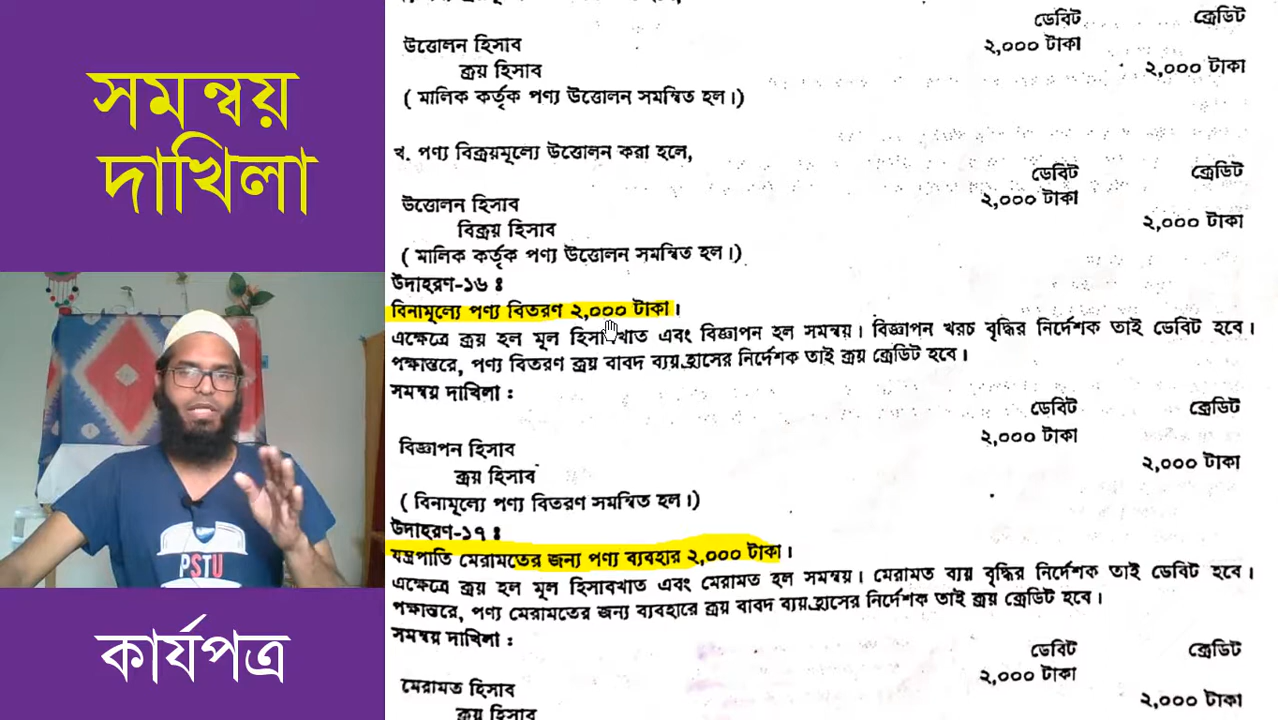 সমন্বয়
দাখিলা
কার্যপত্র
PSTU
ডেবিট ক্রেডিট
উত্তোলন হিসাব ২,০০০ টাকা
ক্রয় হিসাব ২,০০০ টাকা
( মালিক কর্তৃক পণ্য উত্তোলন সমন্বিত হল।)
খ. পণ্য বিক্রয়মূল্যে উত্তোলন করা হলে,
ডেবিট ক্রেডিট
উত্তোলন হিসাব ২,০০০ টাকা
বিক্রয় হিসাব ২,০০০ টাকা
( মালিক কর্তৃক পণ্য উত্তোলন সমন্বিত হল।)
উদাহরণ-১৬ ঃ
বিনামূল্যে পণ্য বিতরণ ২,০০০ টাকা।
এক্ষেত্রে ক্রয় হল মূল হিসাবখাত এবং বিজ্ঞাপন হল সমন্বয়। বিজ্ঞাপন খরচ বৃদ্ধির নির্দেশক তাই ডেবিট হবে।
পক্ষান্তরে, পণ্য বিতরণ ক্রয় বাবদ ব্যয় হ্রাসের নির্দেশক তাই ক্রয় ক্রেডিট হবে।
সমন্বয় দাখিলা :
ডেবিট ক্রেডিট
বিজ্ঞাপন হিসাব ২,০০০ টাকা
ক্রয় হিসাব ২,০০০ টাকা
( বিনামূল্যে পণ্য বিতরণ সমন্বিত হল।)
উদাহরণ-১৭ ঃ
যন্ত্রপাতি মেরামতের জন্য পণ্য ব্যবহার ২,০০০ টাকা।
এক্ষেত্রে ক্রয় হল মূল হিসাবখাত এবং মেরামত হল সমন্বয়। মেরামত ব্যয় বৃদ্ধির নির্দেশক তাই ডেবিট হবে।
পক্ষান্তরে, পণ্য মেরামতের জন্য ব্যবহারে ক্রয় বাবদ ব্যয় হ্রাসের নির্দেশক তাই ক্রয় ক্রেডিট হবে।
সমন্বয় দাখিলা :
ডেবিট ক্রেডিট
মেরামত হিসাব ২,০০০ টাকা
ক্রয় হিসাব ২,০০০ টাকা